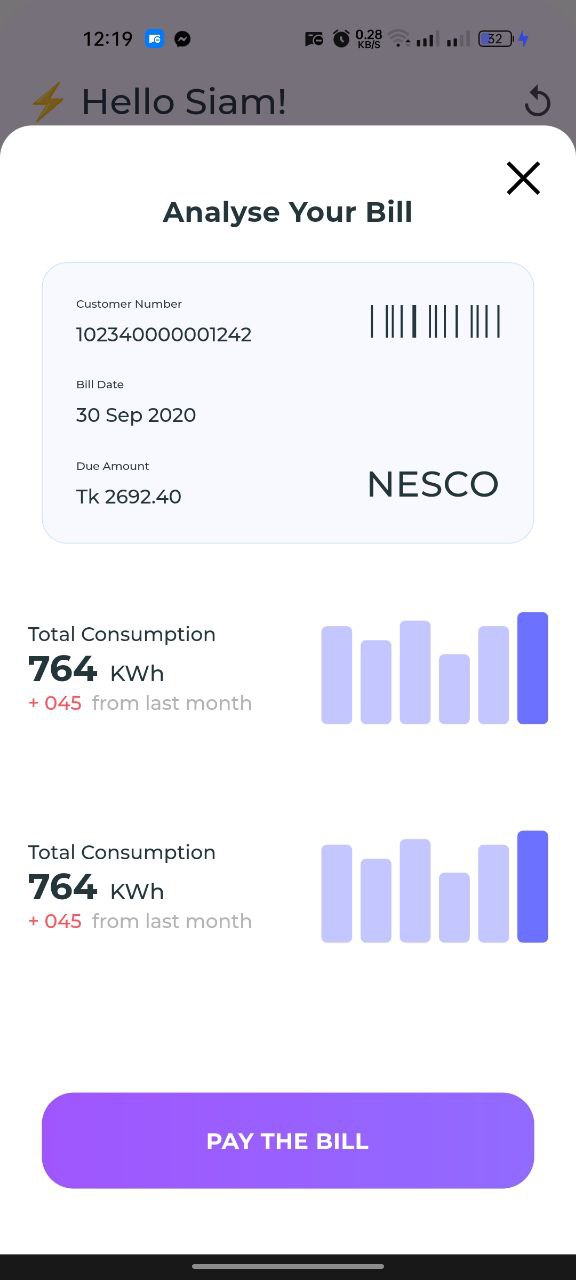 12:19
0.28
KB/S
32
Hello Siam!
Analyse Your Bill
Customer Number
102340000001242
Bill Date
30 Sep 2020
Due Amount
Tk 2692.40
NESCO
Total Consumption
764 KWh
+ 045 from last month
Total Consumption
764 KWh
+ 045 from last month
PAY THE BILL